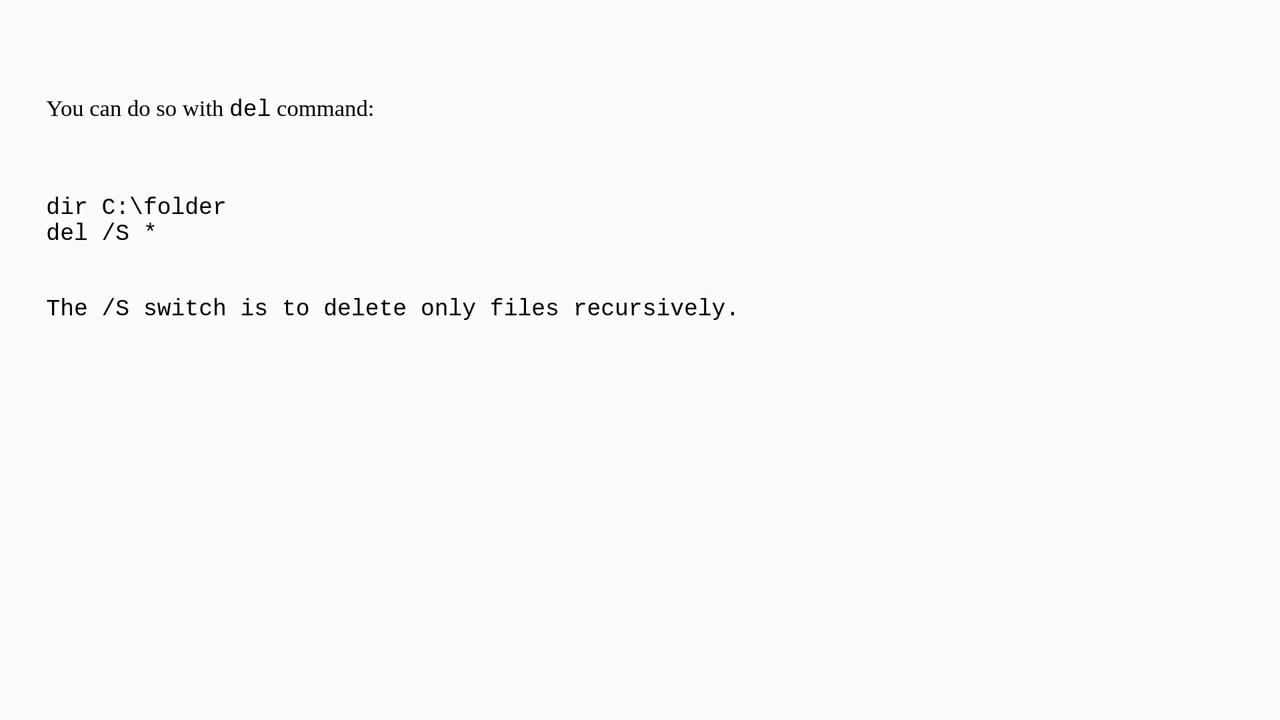 You can do so with del command:
dir C:\folder
del /S *
The /S switch is to delete only files recursively.